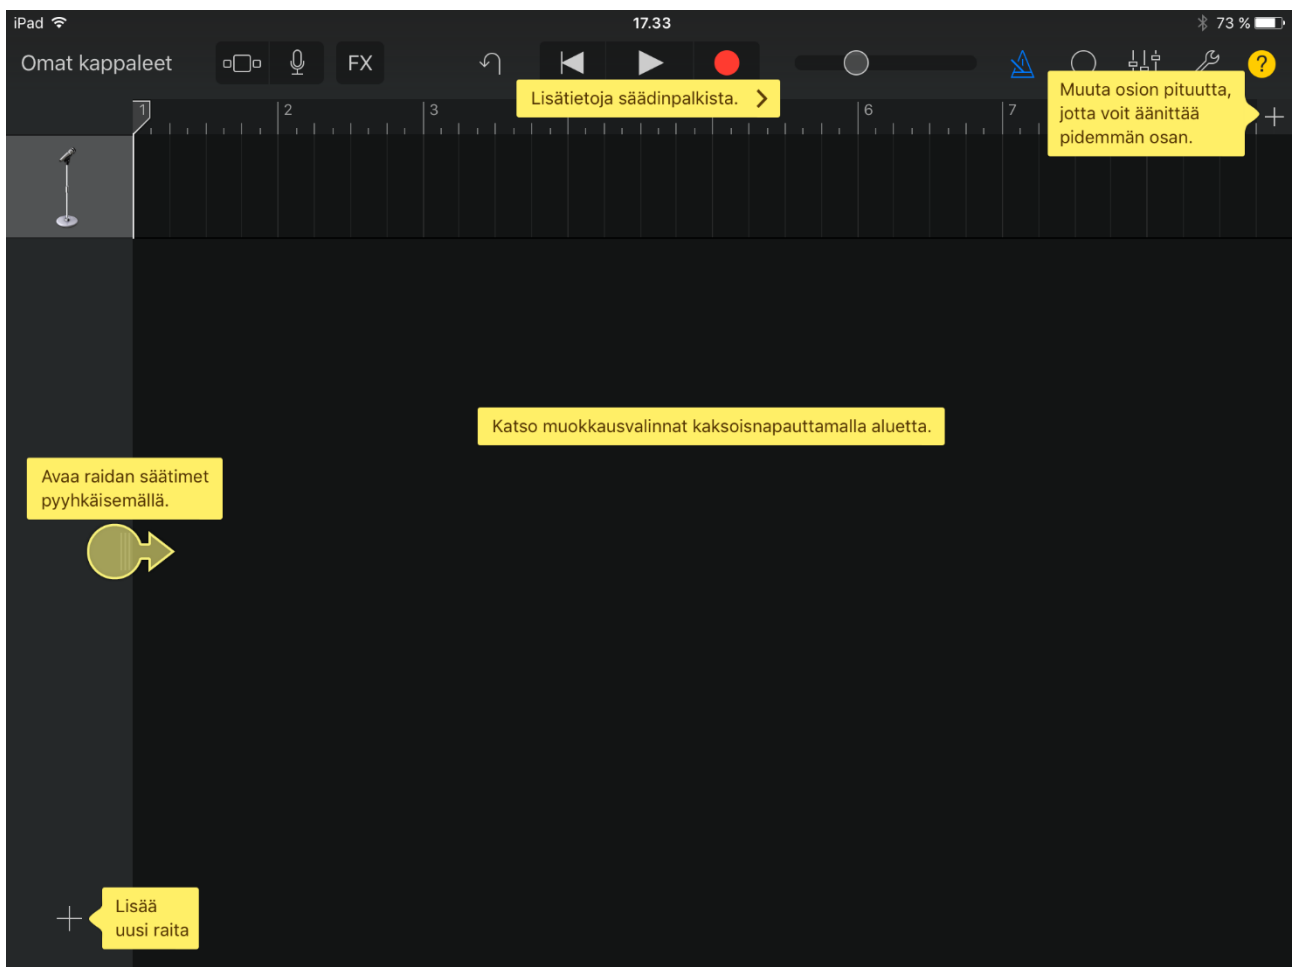 iPad 17.33 73 %
Omat kappaleet FX ?
Lisätietoja säädinpalkista.
Muuta osion pituutta,
jotta voit äänittää
pidemmän osan.
1 2 3 6 7
Katso muokkausvalinnat kaksoisnapauttamalla aluetta.
Avaa raidan säätimet
pyyhkäisemällä.
Lisää
uusi raita